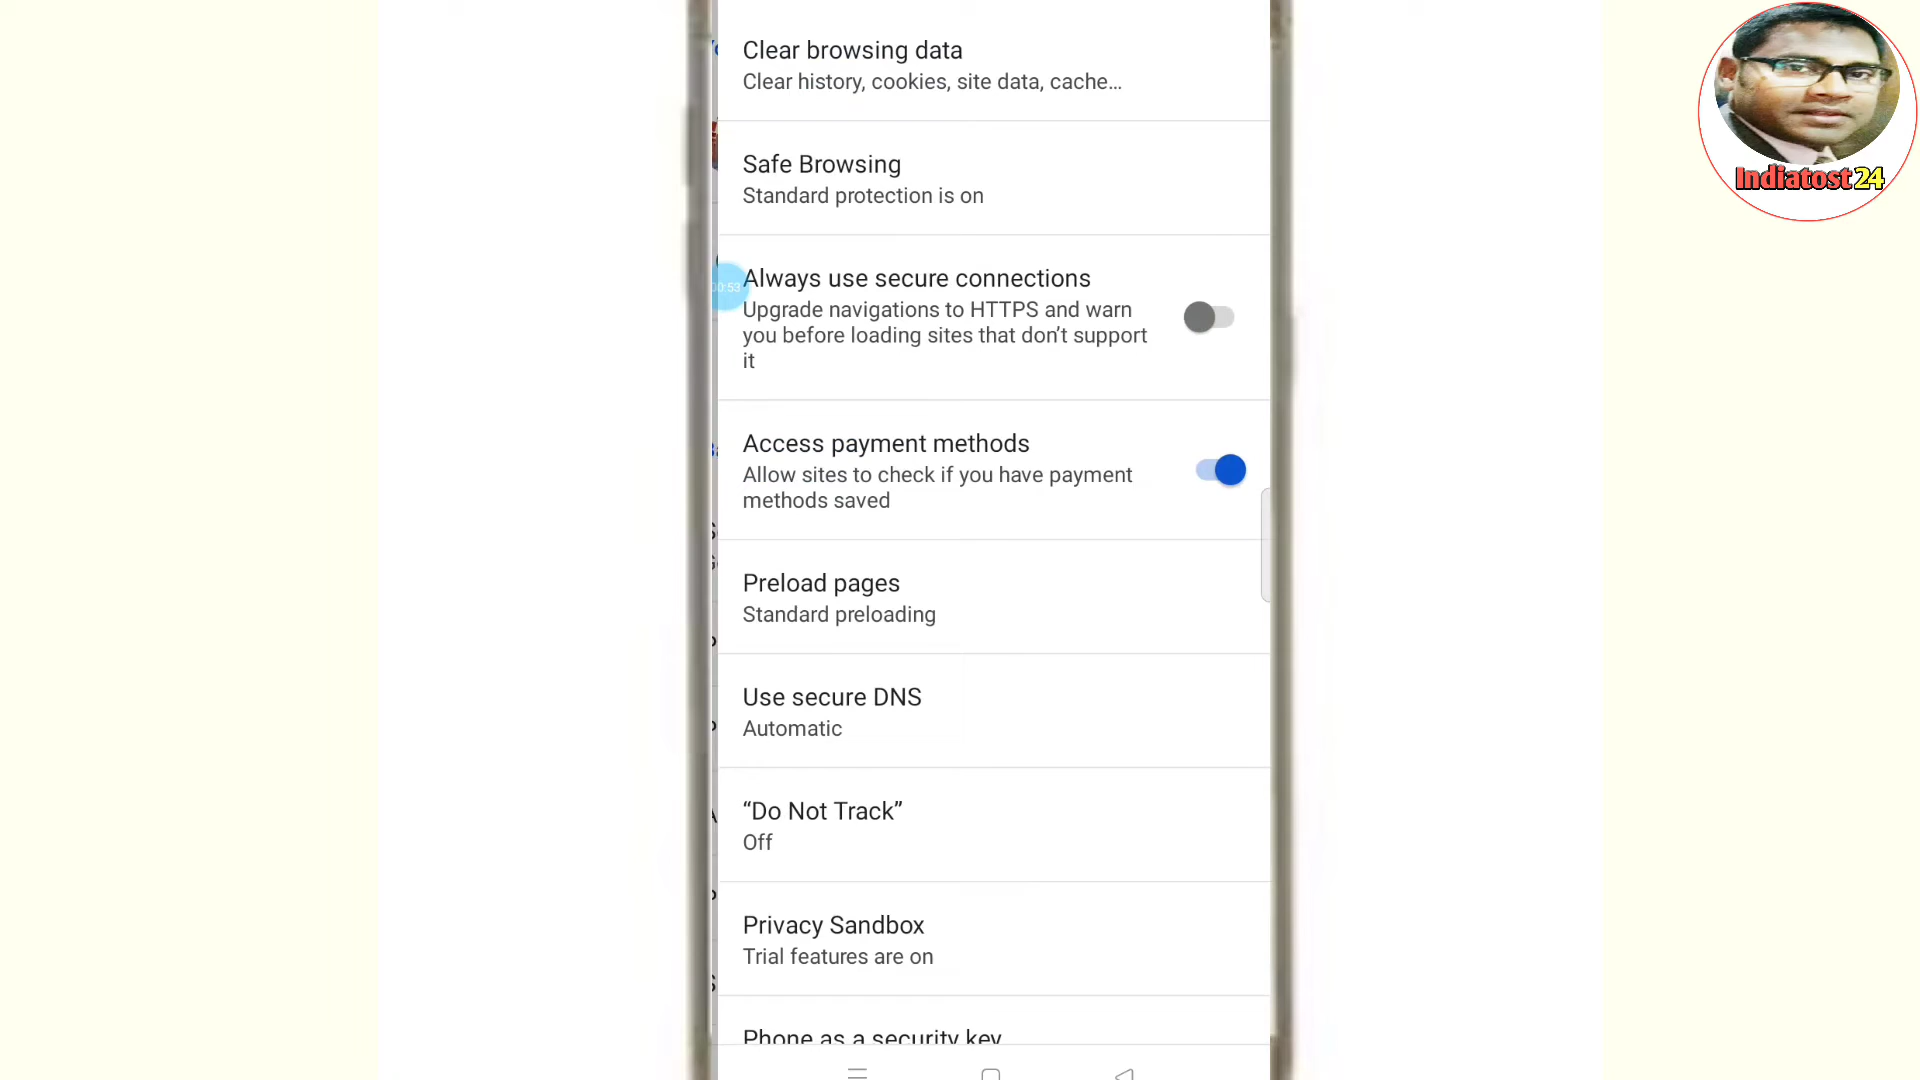 Clear browsing data
Clear history, cookies, site data, cache...
Safe Browsing
Standard protection is on
Always use secure connections
Upgrade navigations to HTTPS and warn
you before loading sites that don’t support
it
00:53
Access payment methods
Allow sites to check if you have payment
methods saved
Preload pages
Standard preloading
Use secure DNS
Automatic
“Do Not Track”
Off
Privacy Sandbox
Trial features are on
Phone as a security key
Indiatost24